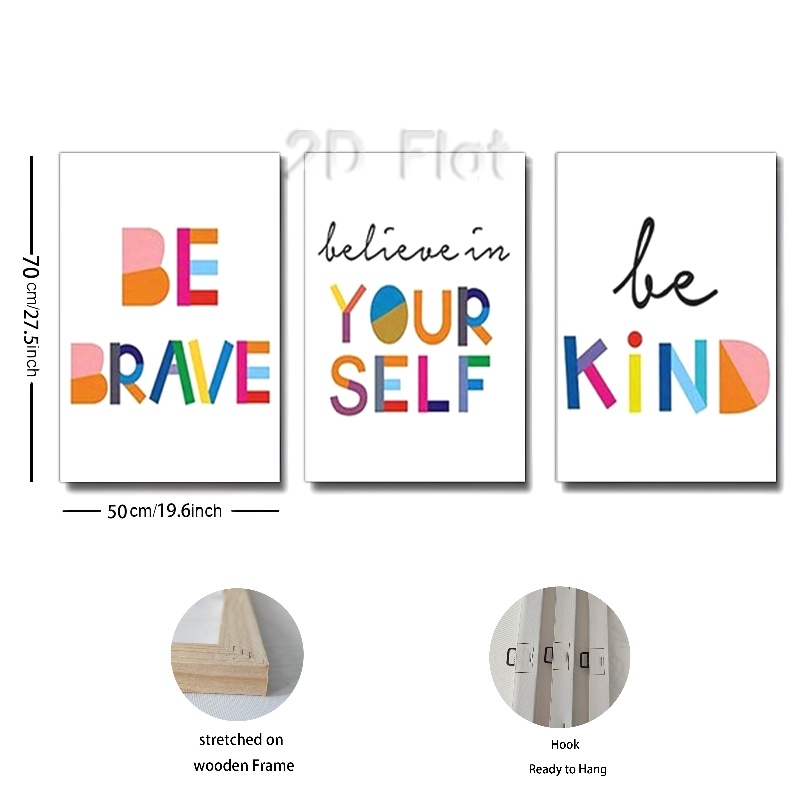 2D Flat
BE
BRAVE
believe in
YOUR
SELF
be
KiND
70 cm/27.5inch
50cm/19.6inch
stretched on
wooden Frame
Hook
Ready to Hang